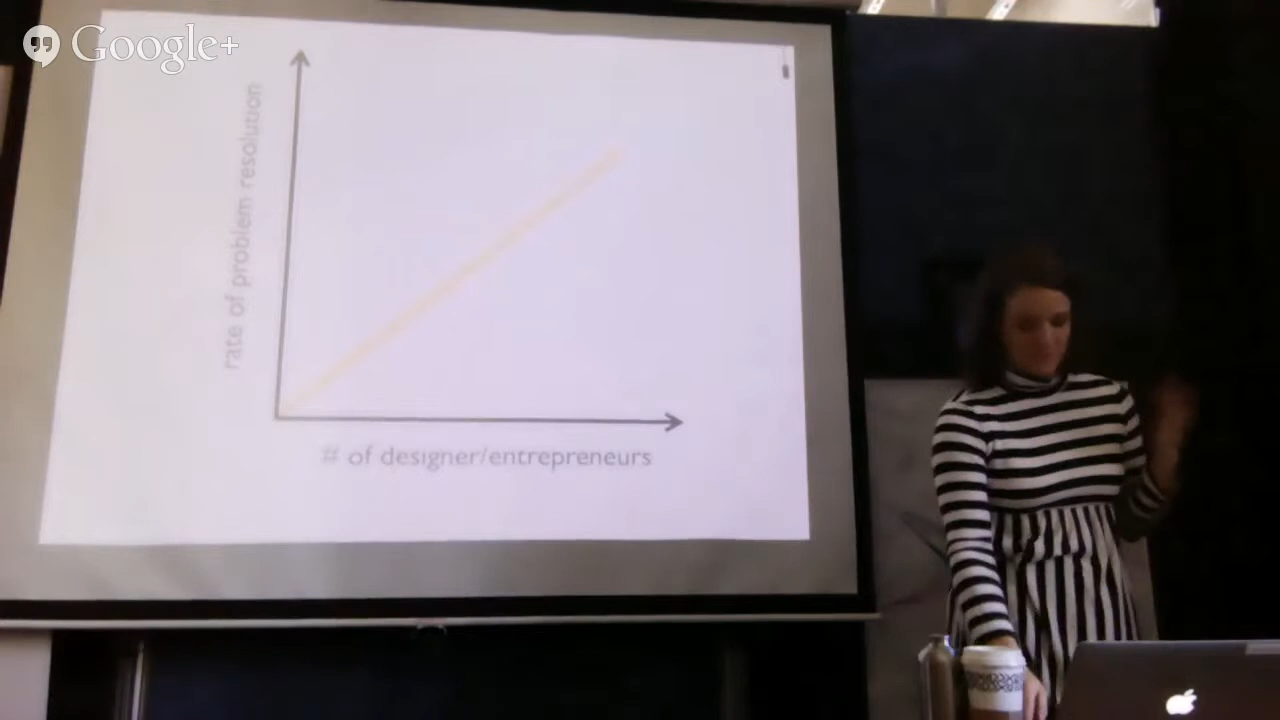 Google+
rate of problem resolution
# of designer/entrepreneurs